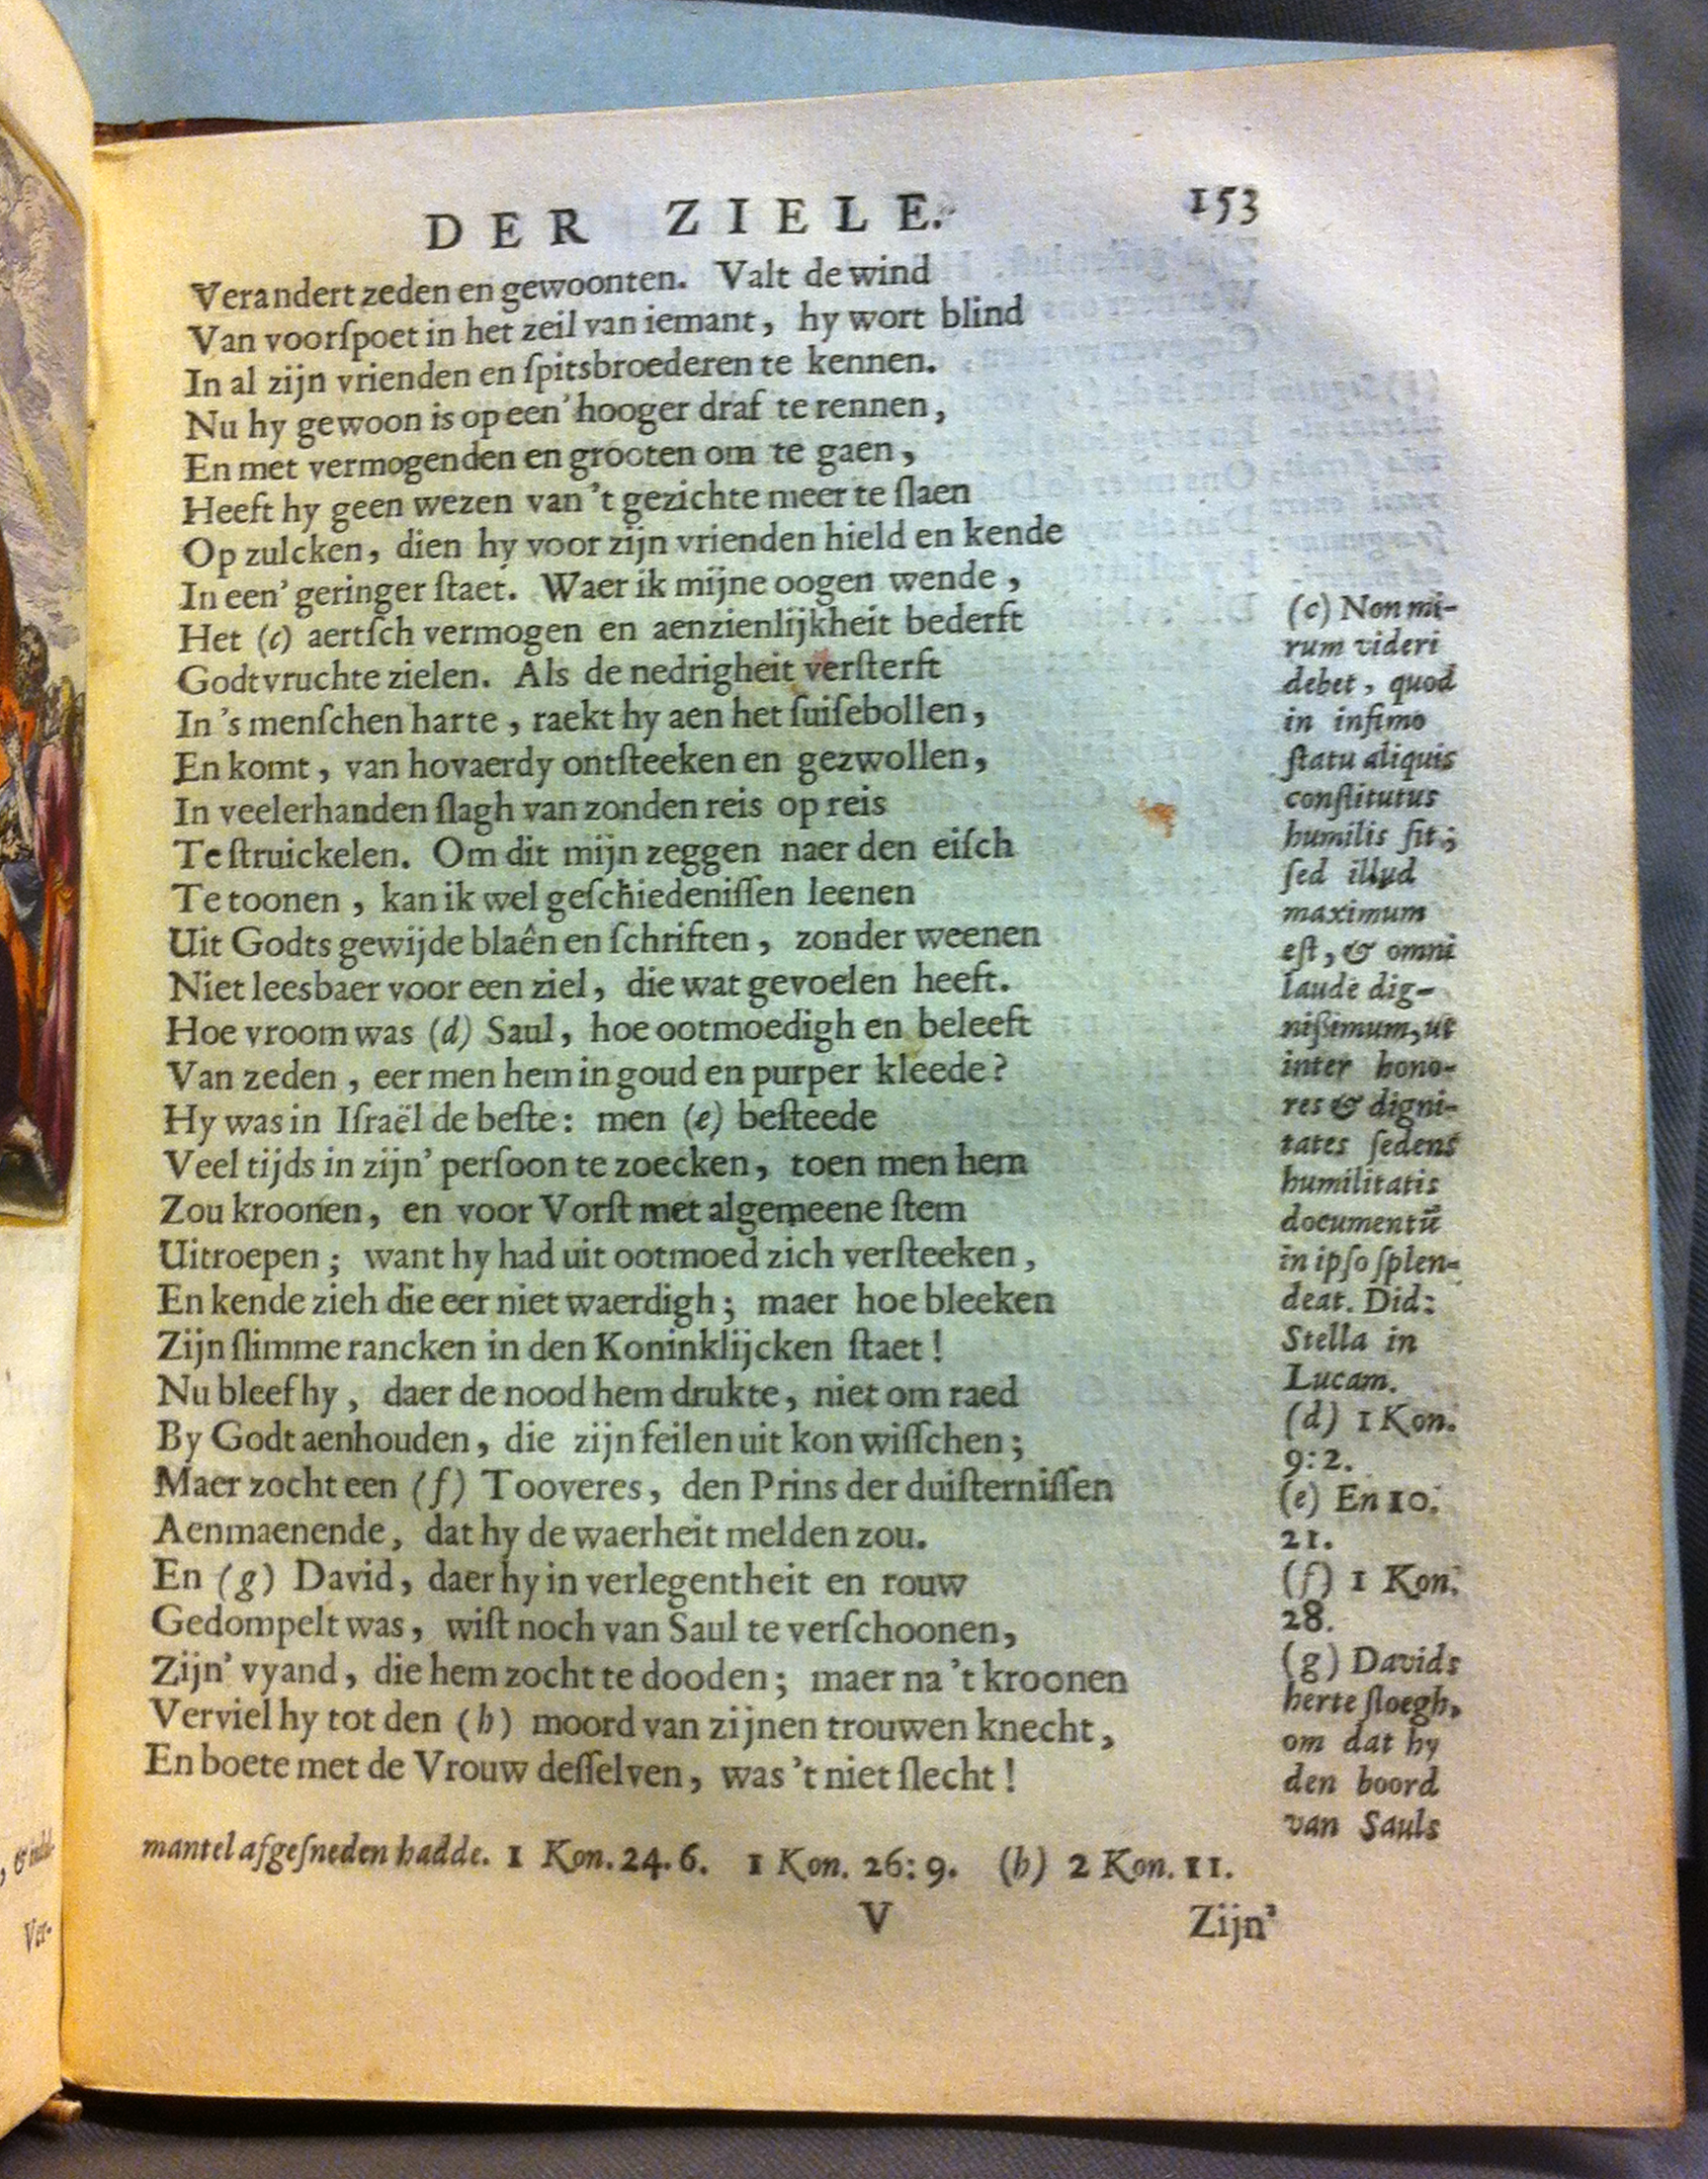 DER ZIELE. 153
Verandert zeden en gewoonten. Valt de wind
Van voorſpoet in het zeil van iemant, hy wort blind
In al zijn vrienden en ſpitsbroederen te kennen.
Nu hy gewoon is op een' hooger draf te rennen,
En met vermogenden en grooten om te gaen,
Heeft hy geen wezen van 't gezichte meer te ſlaen
Op zulcken, dien hy voor zijn vrienden hield en kende
In een' geringer ſtaet. Waer ik mijne oogen wende,
Het (c) aertſch vermogen en aenzienlijkheit bederft
Godtvruchte zielen. Als de nedrigheit verſterft
In 's menſchen harte, raekt hy aen het ſuiſebollen,
En komt, van hovaerdy ontſteeken en gezwollen,
In veelerhanden ſlagh van zonden reis op reis
Te ſtruickelen. Om dit mijn zeggen naer den eiſch
Te toonen, kan ik wel geſchiedeniſſen leenen
Uit Godts gewijde blaên en ſchriften, zonder weenen
Niet leesbaer voor een ziel, die wat gevoelen heeft.
Hoe vroom was (d) Saul, hoe ootmoedigh en beleeft
Van zeden, eer men hem in goud en purper kleede?
Hy was in Iſraël de beſte: men (e) beſteede
Veel tijds in zijn' perſoon te zoecken, toen men hem
Zou kroonen, en voor Vorſt met algemeene ſtem
Uitroepen; want hy had uit ootmoed zich verſteeken,
En kende zich die eer niet waerdigh; maer hoe bleeken
Zijn ſlimme rancken in den Koninklijcken ſtaet!
Nu bleef hy, daer de nood hem drukte, niet om raed
By Godt aenhouden, die zijn feilen uit kon wiſſchen;
Maer zocht een (f) Tooveres, den Prins der duiſterniſſen
Aenmaenende, dat hy de waerheit melden zou.
En (g) David, daer hy in verlegentheit en rouw
Gedompelt was, wiſt noch van Saul te verſchoonen,
Zijn' vyand, die hem zocht te dooden; maer na 't kroonen
Verviel hy tot den (h) moord van zijnen trouwen knecht,
En boete met de Vrouw deſſelven, was 't niet ſlecht!
(c) Non mi-
rum videri
debet, quod
in infimo
ſtatu aliquis
conſtitutus
humilis ſit;
ſed illud
maximum
eſt, & omni
laude dig-
niſsimum, ut
inter hono-
res & digni-
tates ſedens
humilitatis
documentū
in ipſo ſplen-
deat. Did:
Stella in
Lucam.
(d) 1 Kon.
9:2.
(e) En 10.
21.
(f) 1 Kon.
28.
(g) Davids
herte ſloegh,
om dat hy
den boord
van Sauls
mantel afgeſneden hadde. 1 Kon. 24. 6. 1 Kon. 26:9. (h) 2 Kon. 11.
V Zijn'
Ver-